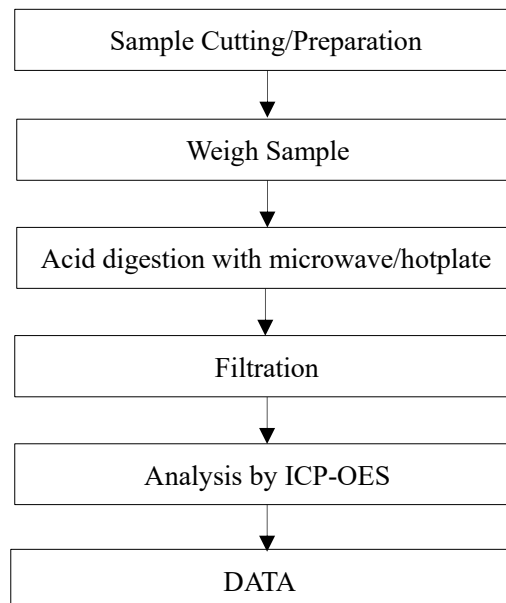 Sample Cutting/Preparation
Weigh Sample
Acid digestion with microwave/hotplate
Filtration
Analysis by ICP-OES
DATA